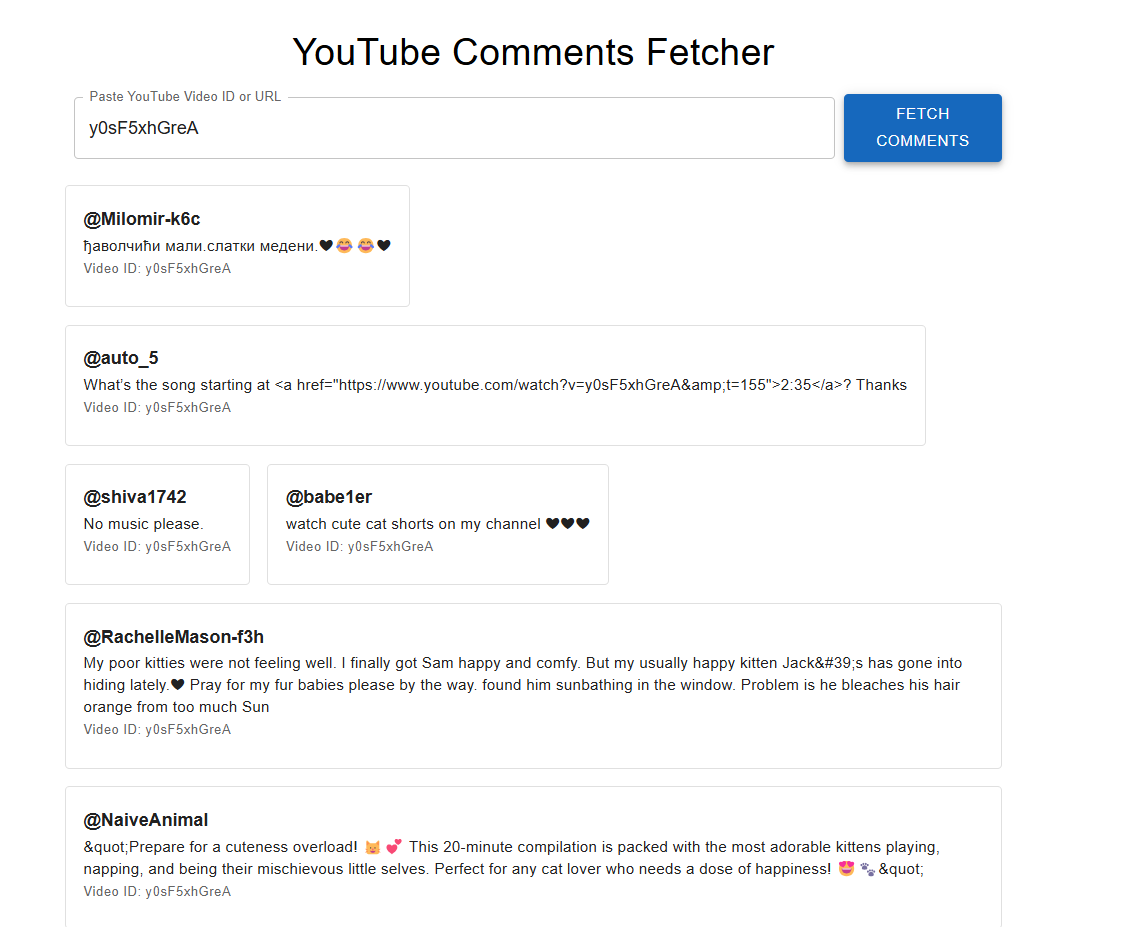 YouTube Comments Fetcher
Paste YouTube Video ID or URL
y0sF5xhGreA
FETCH
COMMENTS
@Milomir-k6c
ђаволчићи мали.слатки медени.🖤😂😂🖤
Video ID: y0sF5xhGreA
@auto_5
What’s the song starting at <a href="https://www.youtube.com/watch?v=y0sF5xhGreA&amp;t=155">2:35</a>? Thanks
Video ID: y0sF5xhGreA
@shiva1742
No music please.
Video ID: y0sF5xhGreA
@babe1er
watch cute cat shorts on my channel 🖤🖤🖤
Video ID: y0sF5xhGreA
@RachelleMason-f3h
My poor kitties were not feeling well. I finally got Sam happy and comfy. But my usually happy kitten Jack&#39;s has gone into
hiding lately.🖤 Pray for my fur babies please by the way. found him sunbathing in the window. Problem is he bleaches his hair
orange from too much Sun
Video ID: y0sF5xhGreA
@NaiveAnimal
&quot;Prepare for a cuteness overload! 😺💕 This 20-minute compilation is packed with the most adorable kittens playing,
napping, and being their mischievous little selves. Perfect for any cat lover who needs a dose of happiness! 😍🐾&quot;
Video ID: y0sF5xhGreA